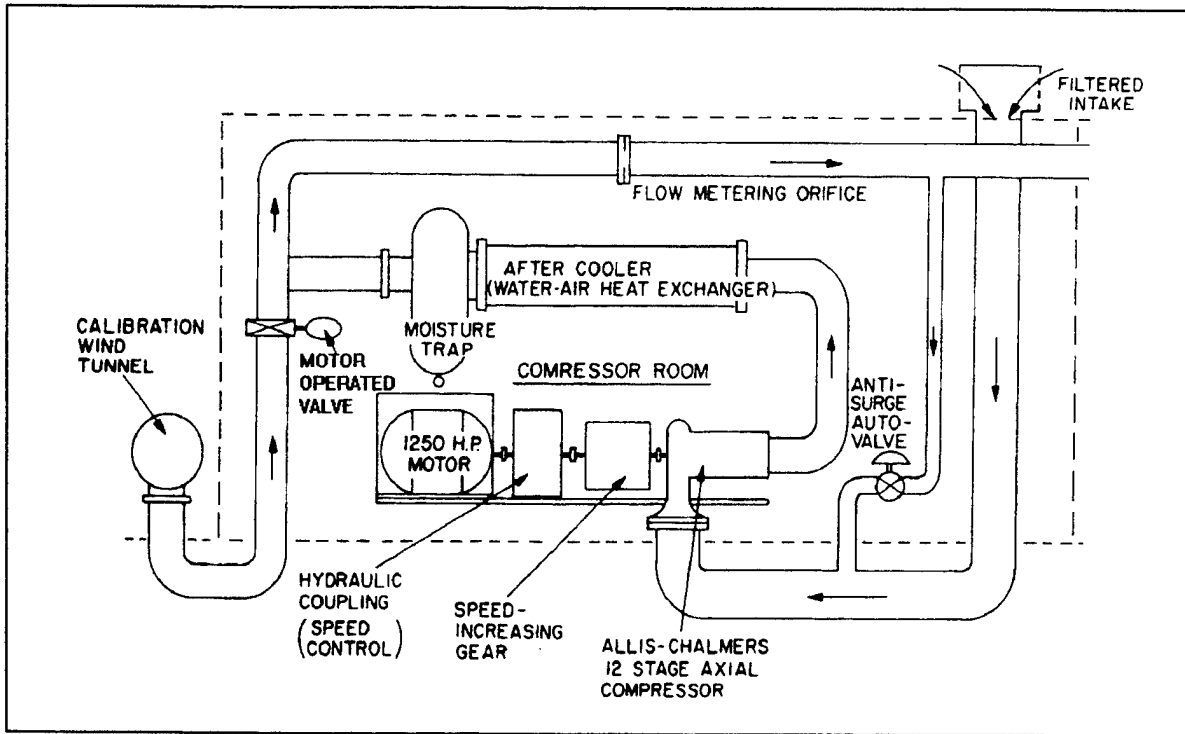 FILTERED
INTAKE
FLOW METERING ORIFICE
AFTER COOLER
(WATER-AIR HEAT EXCHANGER)
MOISTURE
TRAP
CALIBRATION
WIND
TUNNEL
MOTOR
OPERATED
VALVE
COMRESSOR ROOM
ANTI-
SURGE
AUTO-
VALVE
1250 H.P.
MOTOR
HYDRAULIC
COUPLING
(SPEED
CONTROL)
SPEED-
INCREASING
GEAR
ALLIS-CHALMERS
12 STAGE AXIAL
COMPRESSOR